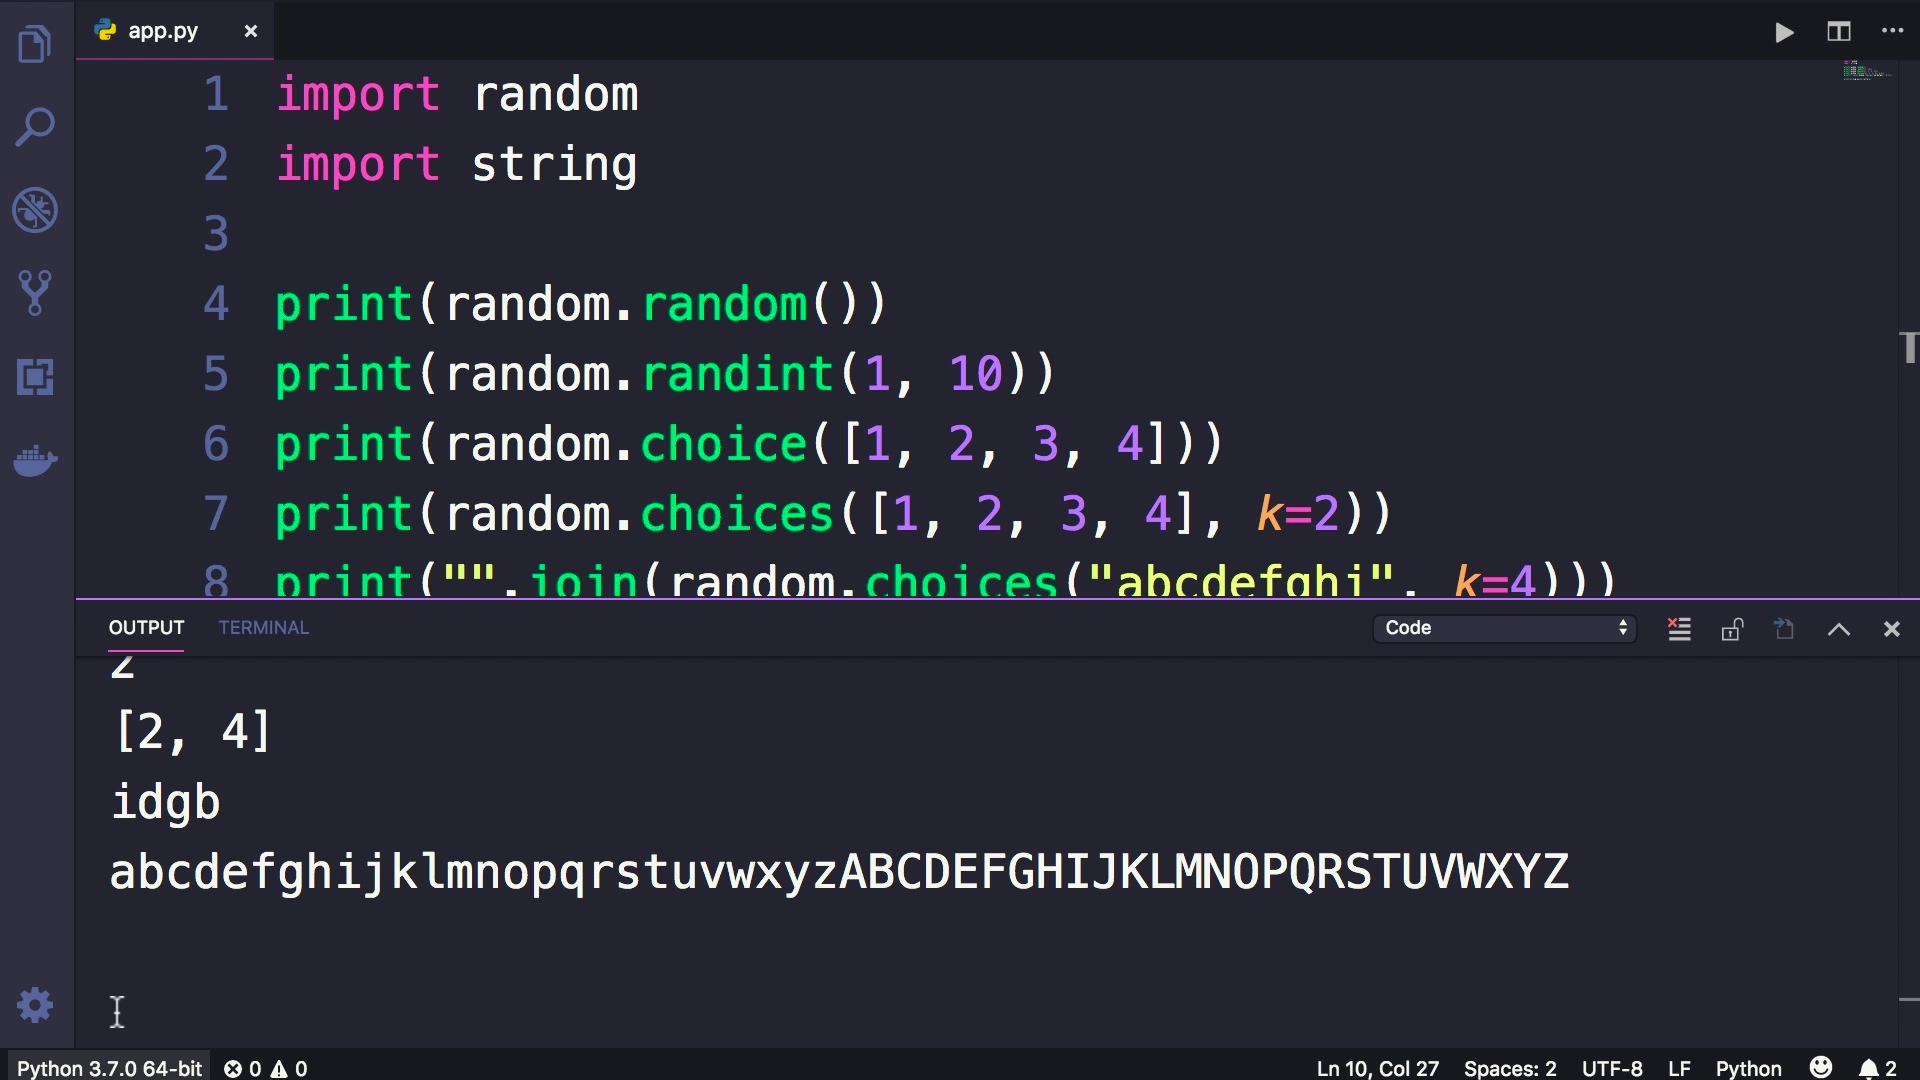 app.py
1 import random
2 import string
3
4 print(random.random())
5 print(random.randint(1, 10))
6 print(random.choice([1, 2, 3, 4]))
7 print(random.choices([1, 2, 3, 4], k=2))
8 print("".join(random.choices("abcdefghi", k=4)))
OUTPUT TERMINAL Code
2
[2, 4]
idgb
abcdefghijklmnopqrstuvwxyzABCDEFGHIJKLMNOPQRSTUVWXYZ
Python 3.7.0 64-bit 0 0 Ln 10, Col 27 Spaces: 2 UTF-8 LF Python 2